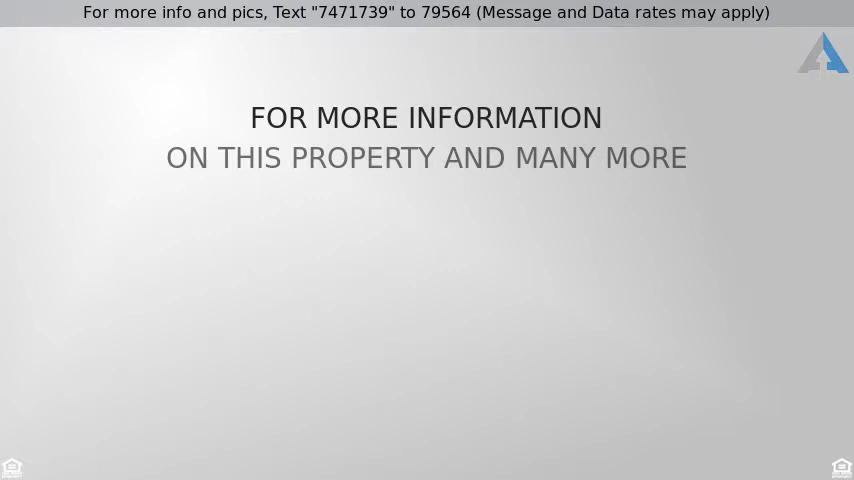 For more info and pics, Text "7471739" to 79564 (Message and Data rates may apply)
FOR MORE INFORMATION
ON THIS PROPERTY AND MANY MORE